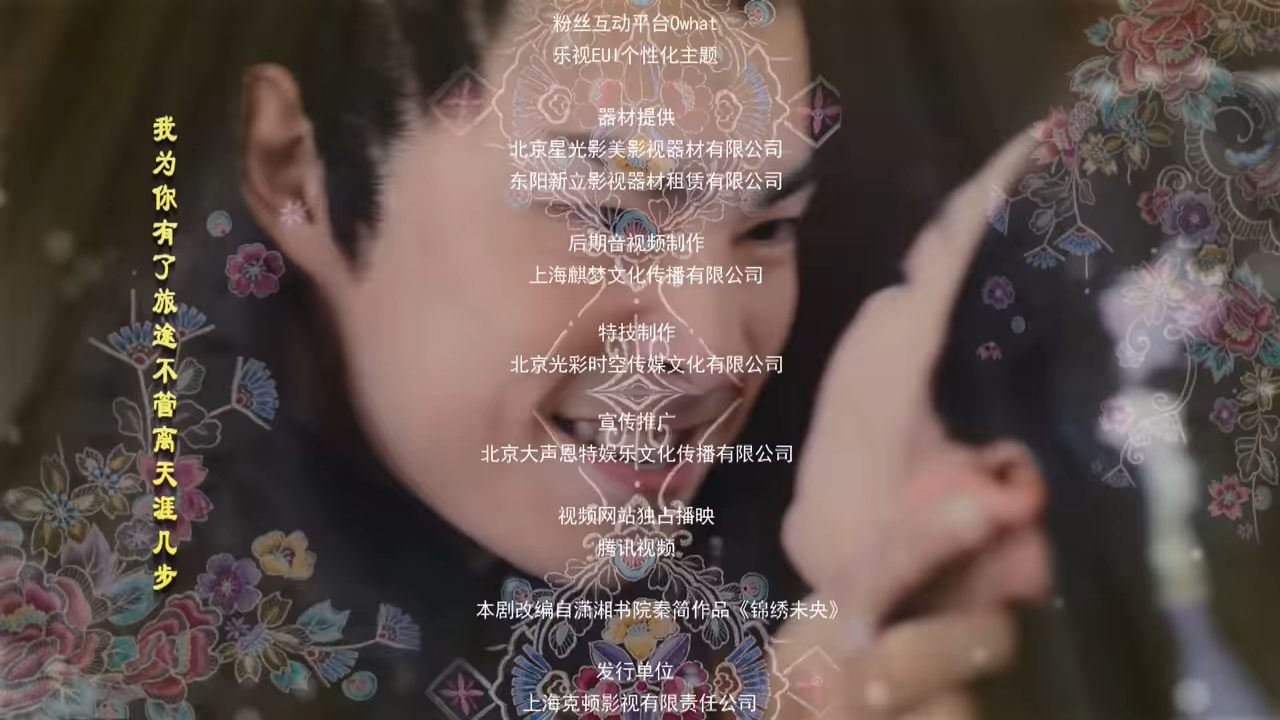 我为你有了旅途不管离天涯几步
粉丝互动平台Owhat
乐视EUI个性化主题
器材提供
北京星光影美影视器材有限公司
东阳新立影视器材租赁有限公司
后期音视频制作
上海麒梦文化传播有限公司
特技制作
北京光彩时空传媒文化有限公司
宣传推广
北京大声恩特娱乐文化传播有限公司
视频网站独占播映
腾讯视频
本剧改编自潇湘书院秦简作品《锦绣未央》
发行单位
上海克顿影视有限责任公司